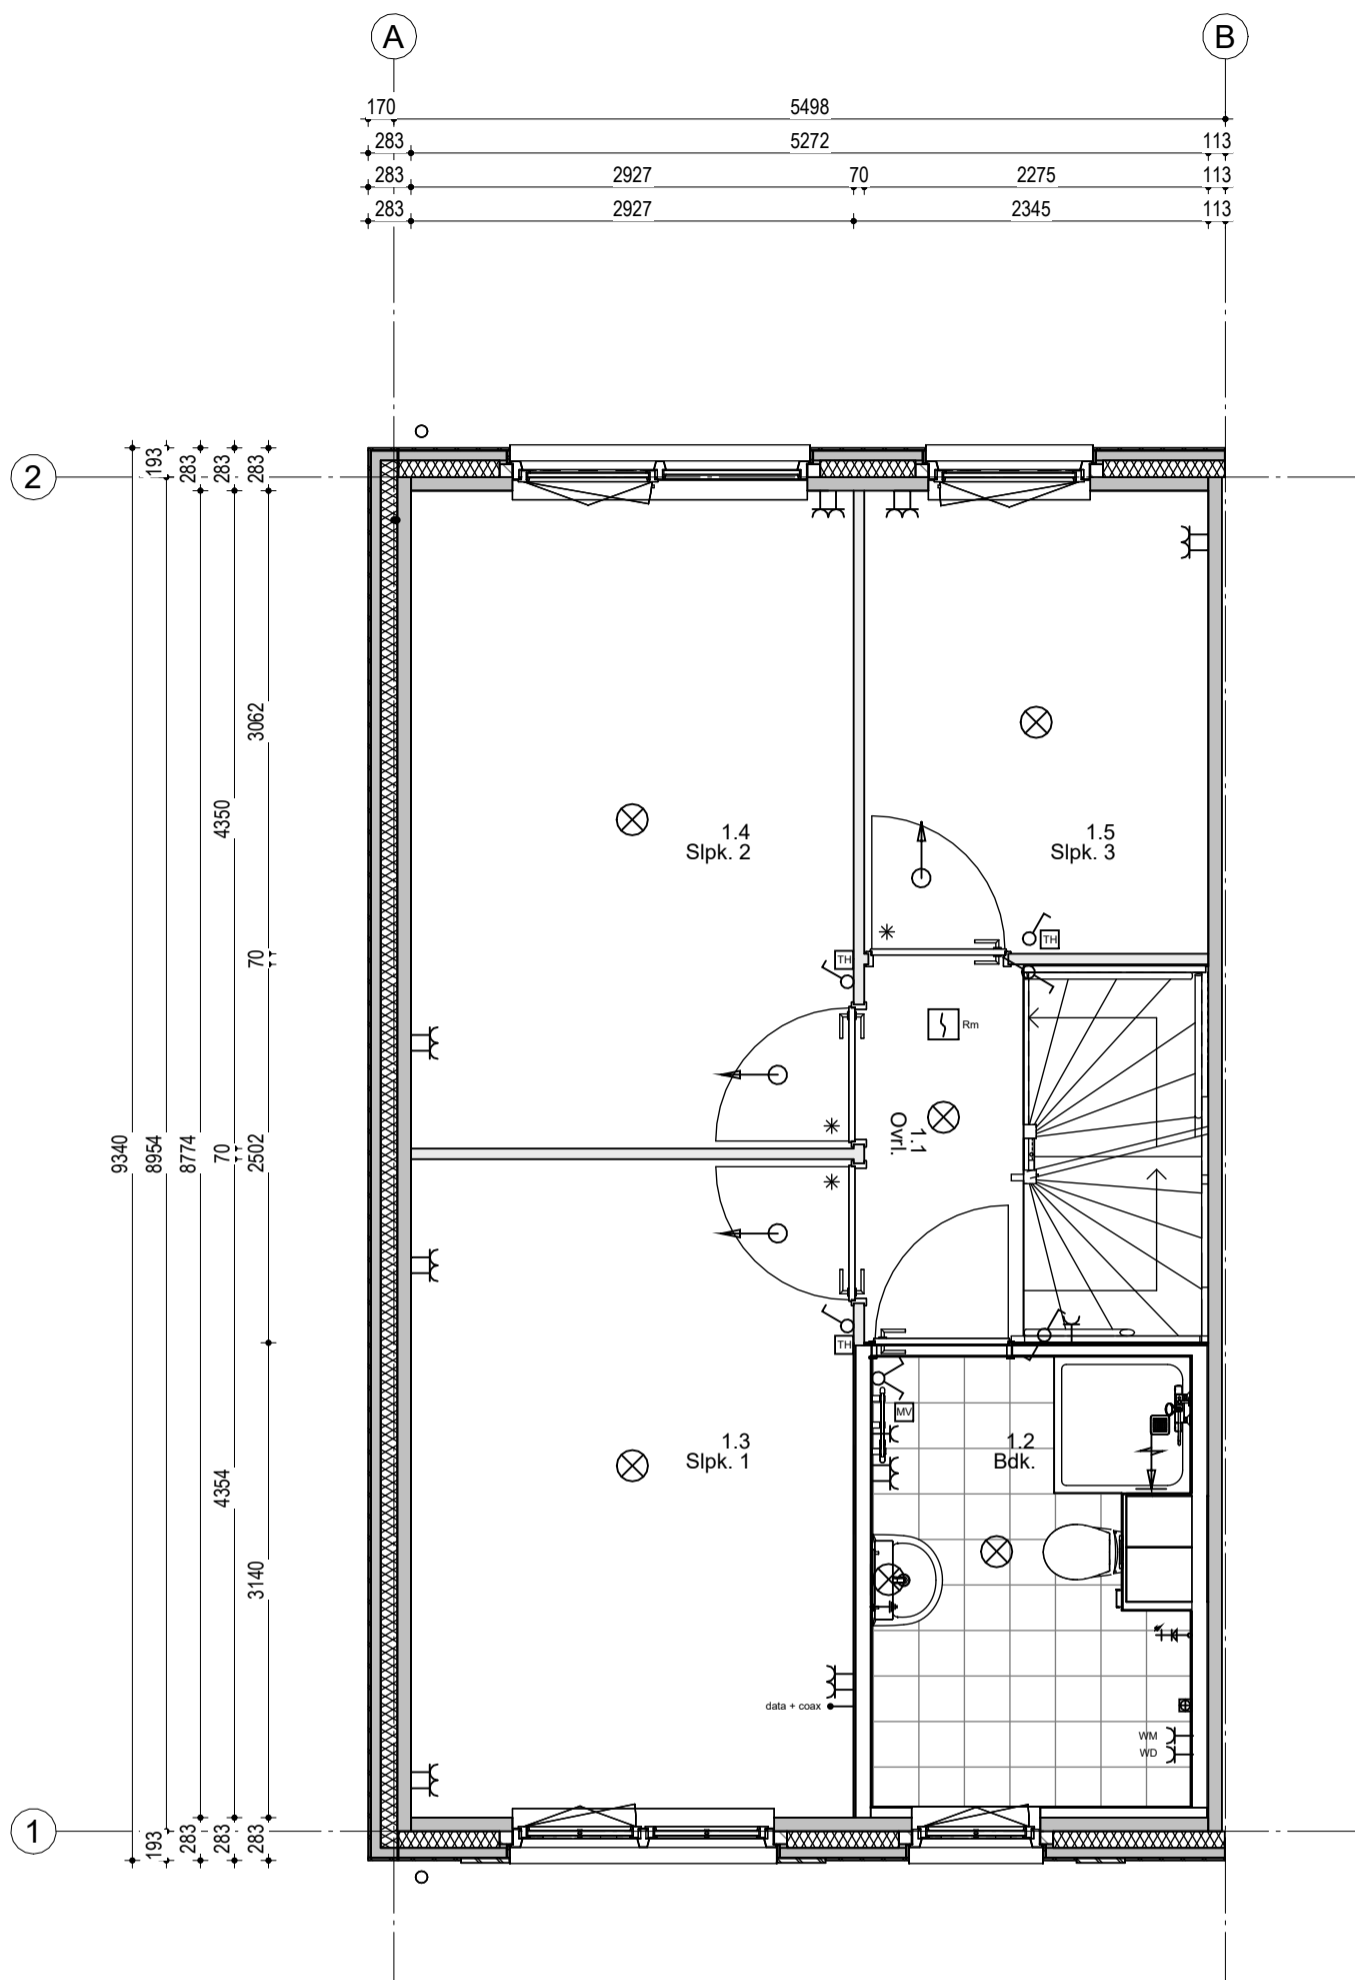 A B
170 5498
283 5272 113
283 2927 70 2275 113
283 2927 2345 113
2
193 283 283 283
3062
4350
1.4 1.5
Slpk. 2 Slpk. 3
TH
70 TH
Rm
1.1
Ovrl.
9340 8954 8774 70 2502
TH
MV
1.3 1.2
Slpk. 1 Bdk.
4354
3140
data + coax
WM
WD
1
193 283 283 283